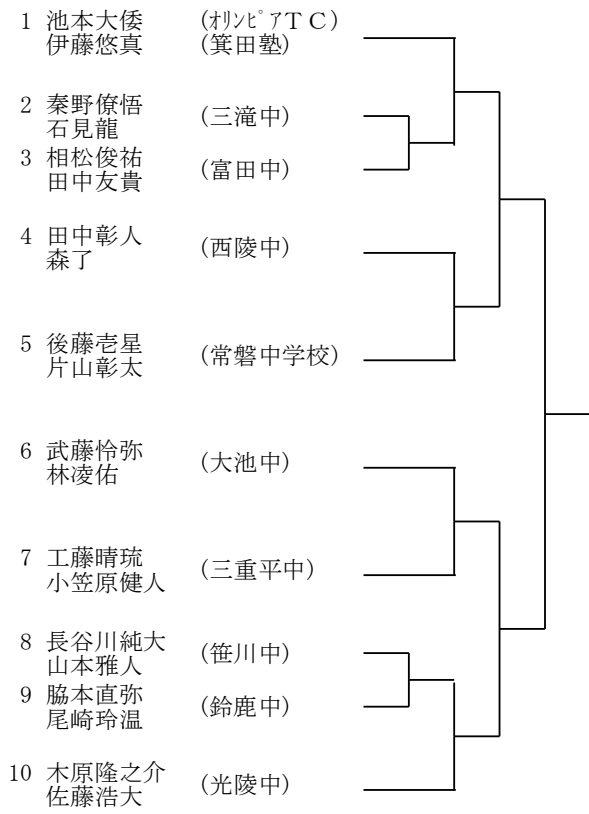 1 池本大倭 (ｵﾘﾝﾋﾟアＴＣ)
伊藤悠真 (箕田塾)
2 秦野僚悟 (三滝中)
石見龍
3 相松俊祐 (富田中)
田中友貴
4 田中彰人 (西陵中)
森了
5 後藤壱星 (常磐中学校)
片山彰太
6 武藤怜弥 (大池中)
林凌佑
7 工藤晴琉 (三重平中)
小笠原健人
8 長谷川純大 (笹川中)
山本雅人
9 脇本直弥 (鈴鹿中)
尾崎玲温
10 木原隆之介 (光陵中)
佐藤浩大